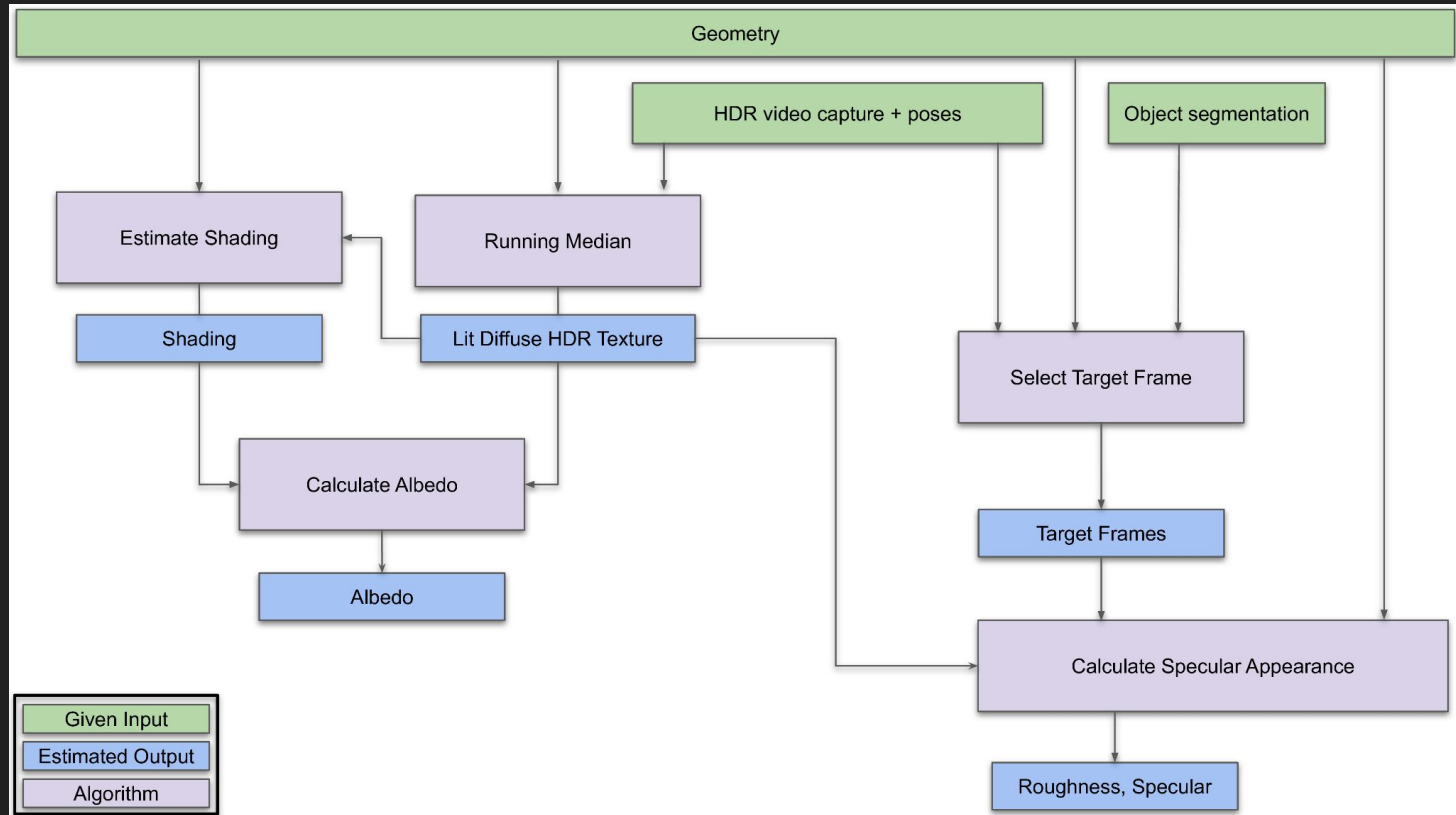 Geometry
HDR video capture + poses
Object segmentation
Estimate Shading
Running Median
Shading
Lit Diffuse HDR Texture
Select Target Frame
Calculate Albedo
Target Frames
Albedo
Calculate Specular Appearance
Given Input
Estimated Output
Algorithm
Roughness, Specular